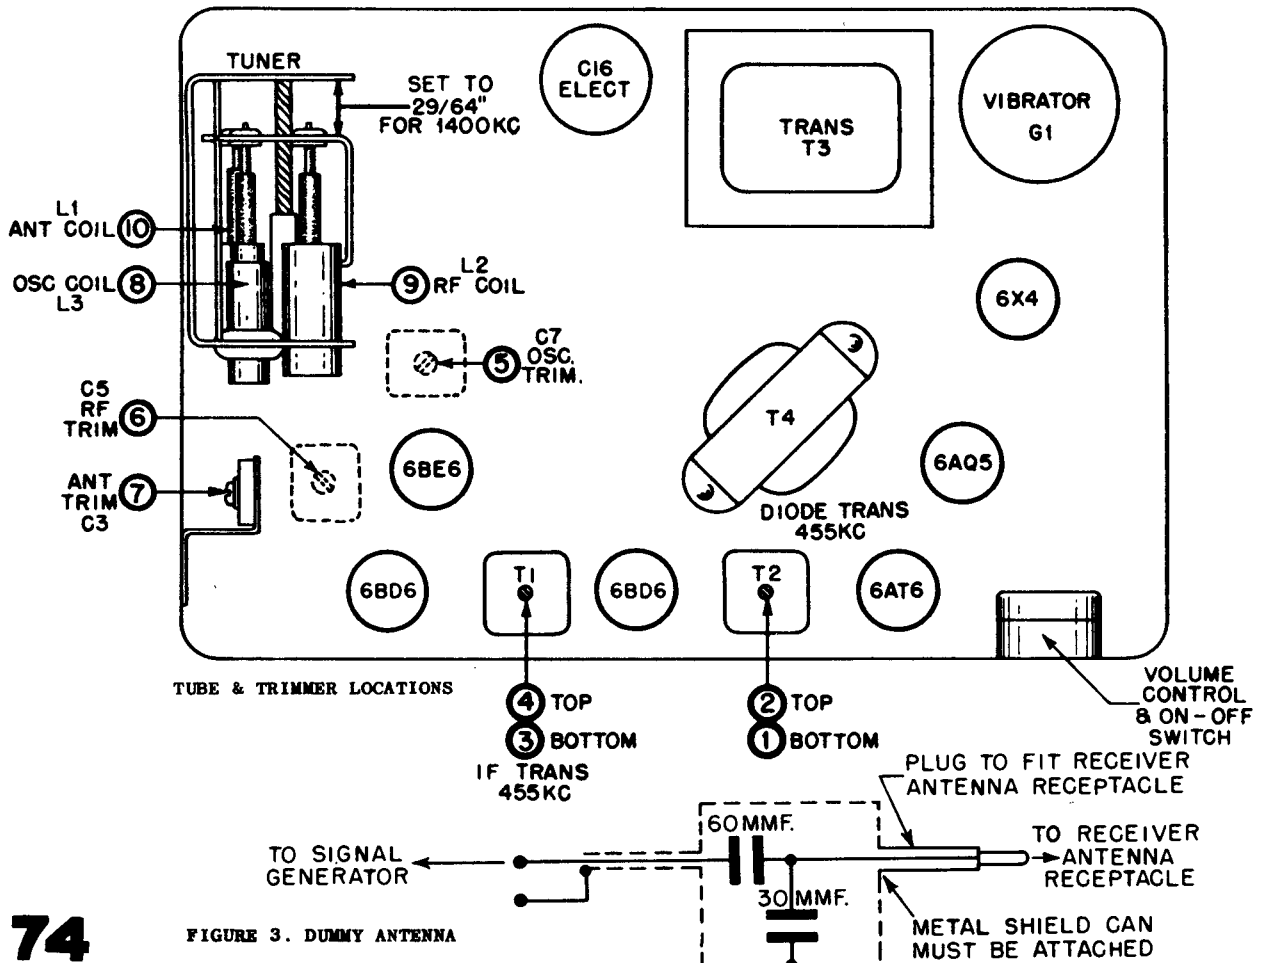 TUNER
SET TO
29/64"
FOR 1400KC
C16
ELECT
TRANS
T3
VIBRATOR
G1
L1
ANT COIL 10
OSC COIL 8
L3
L2
9 RF COIL
6X4
C7
5 OSC.
TRIM.
C5
RF 6
TRIM
ANT
TRIM 7
C3
6BE6
T4
6AQ5
DIODE TRANS
455KC
6BD6
T1
6BD6
T2
6AT6
TUBE & TRIMMER LOCATIONS
4 TOP
3 BOTTOM
IF TRANS
455KC
2 TOP
1 BOTTOM
VOLUME
CONTROL
& ON-OFF
SWITCH
PLUG TO FIT RECEIVER
ANTENNA RECEPTACLE
60 MMF.
TO SIGNAL
GENERATOR
TO RECEIVER
ANTENNA
RECEPTACLE
30 MMF.
METAL SHIELD CAN
MUST BE ATTACHED
74
FIGURE 3. DUMMY ANTENNA